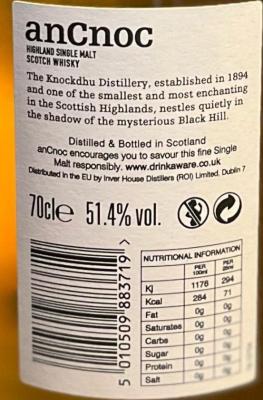 anCnoc
HIGHLAND SINGLE MALT
SCOTCH WHISKY
The Knockdhu Distillery, established in 1894
and one of the smallest and most enchanting
in the Scottish Highlands, nestles quietly in
the shadow of the mysterious Black Hill.
Distilled & Bottled in Scotland
anCnoc encourages you to savour this fine Single
Malt responsibly. www.drinkaware.co.uk
Distributed in the EU by Inver House Distillers (ROI) Limited. Dublin 7
70cle 51.4% vol.
NUTRITIONAL INFORMATION
PER 100ml PER 25ml
Kj 1176 294
Kcal 284 71
Fat 0g 0g
Saturates 0g 0g
Carbs 0g 0g
Sugar 0g 0g
Protein 0g 0g
Salt 0g 0g
5 010509 883719 >